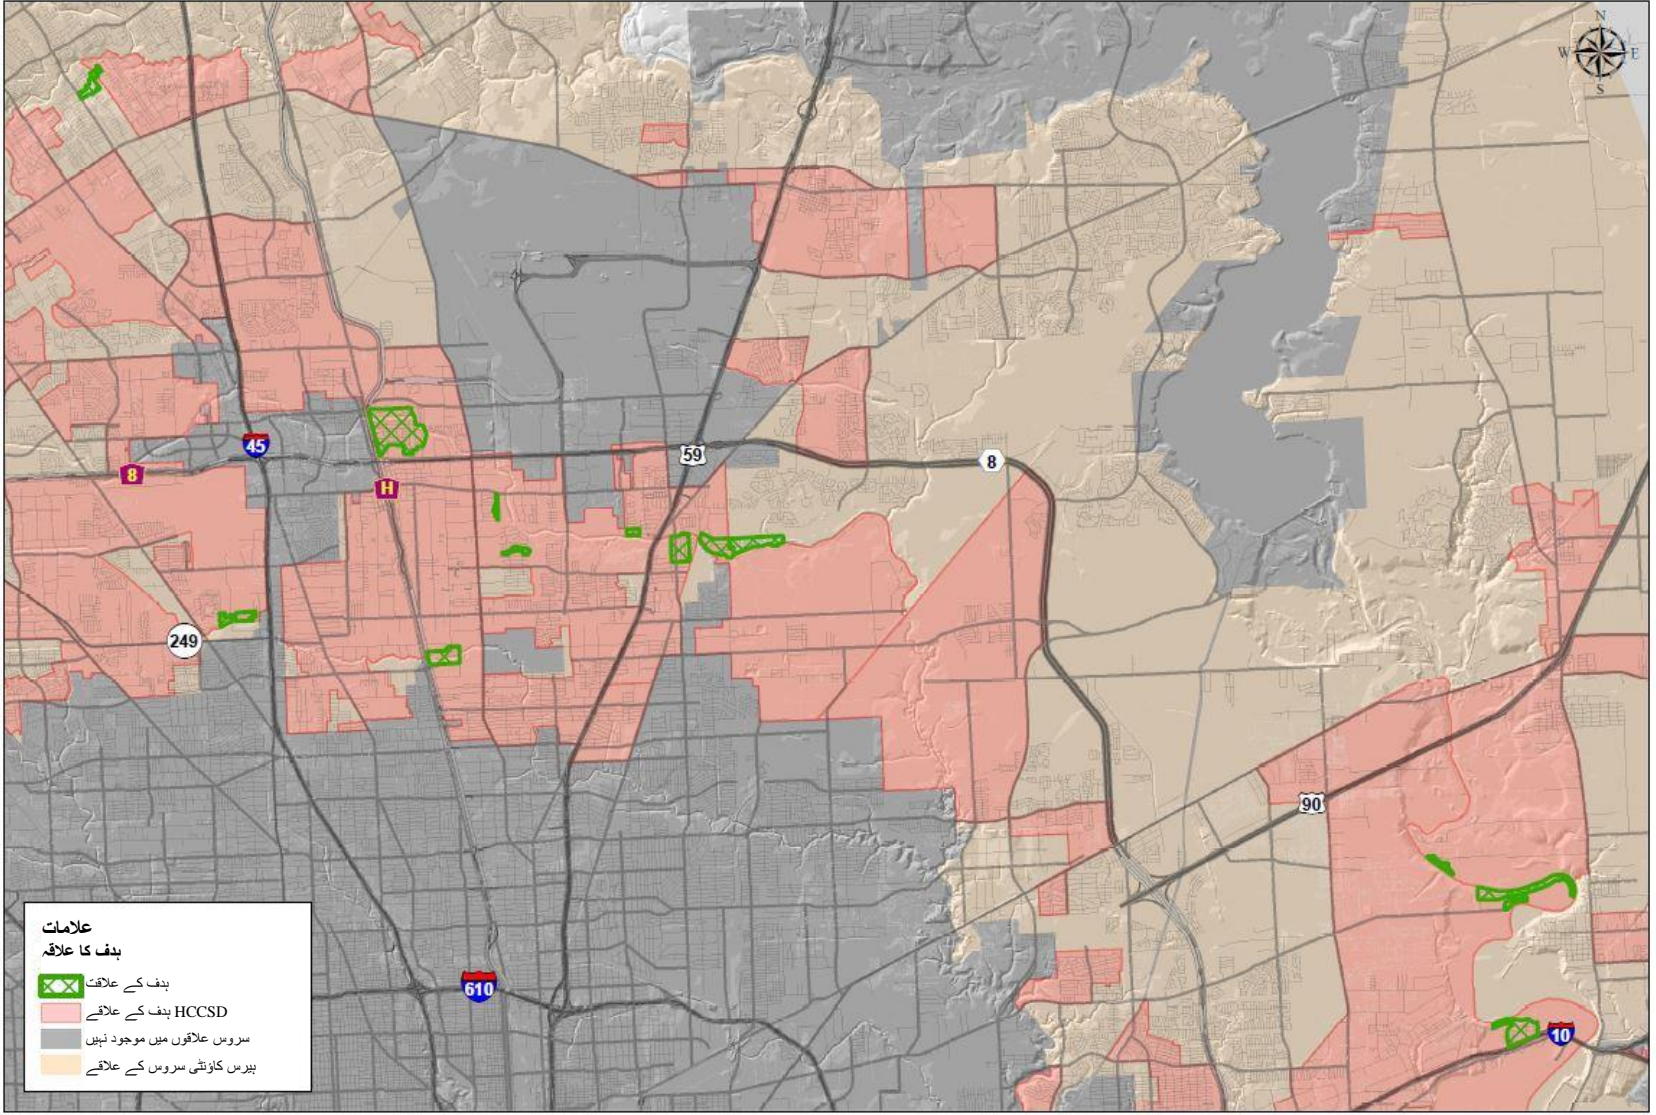 N
W E
S
45
8
H
59
8
249
90
610
10
علامات
ہدف کا علاقہ
ہدف کے علاقت
HCCSD ہدف کے علاقے
سروس علاقوں میں موجود نہیں
ہیرس کاؤنٹی سروس کے علاقے